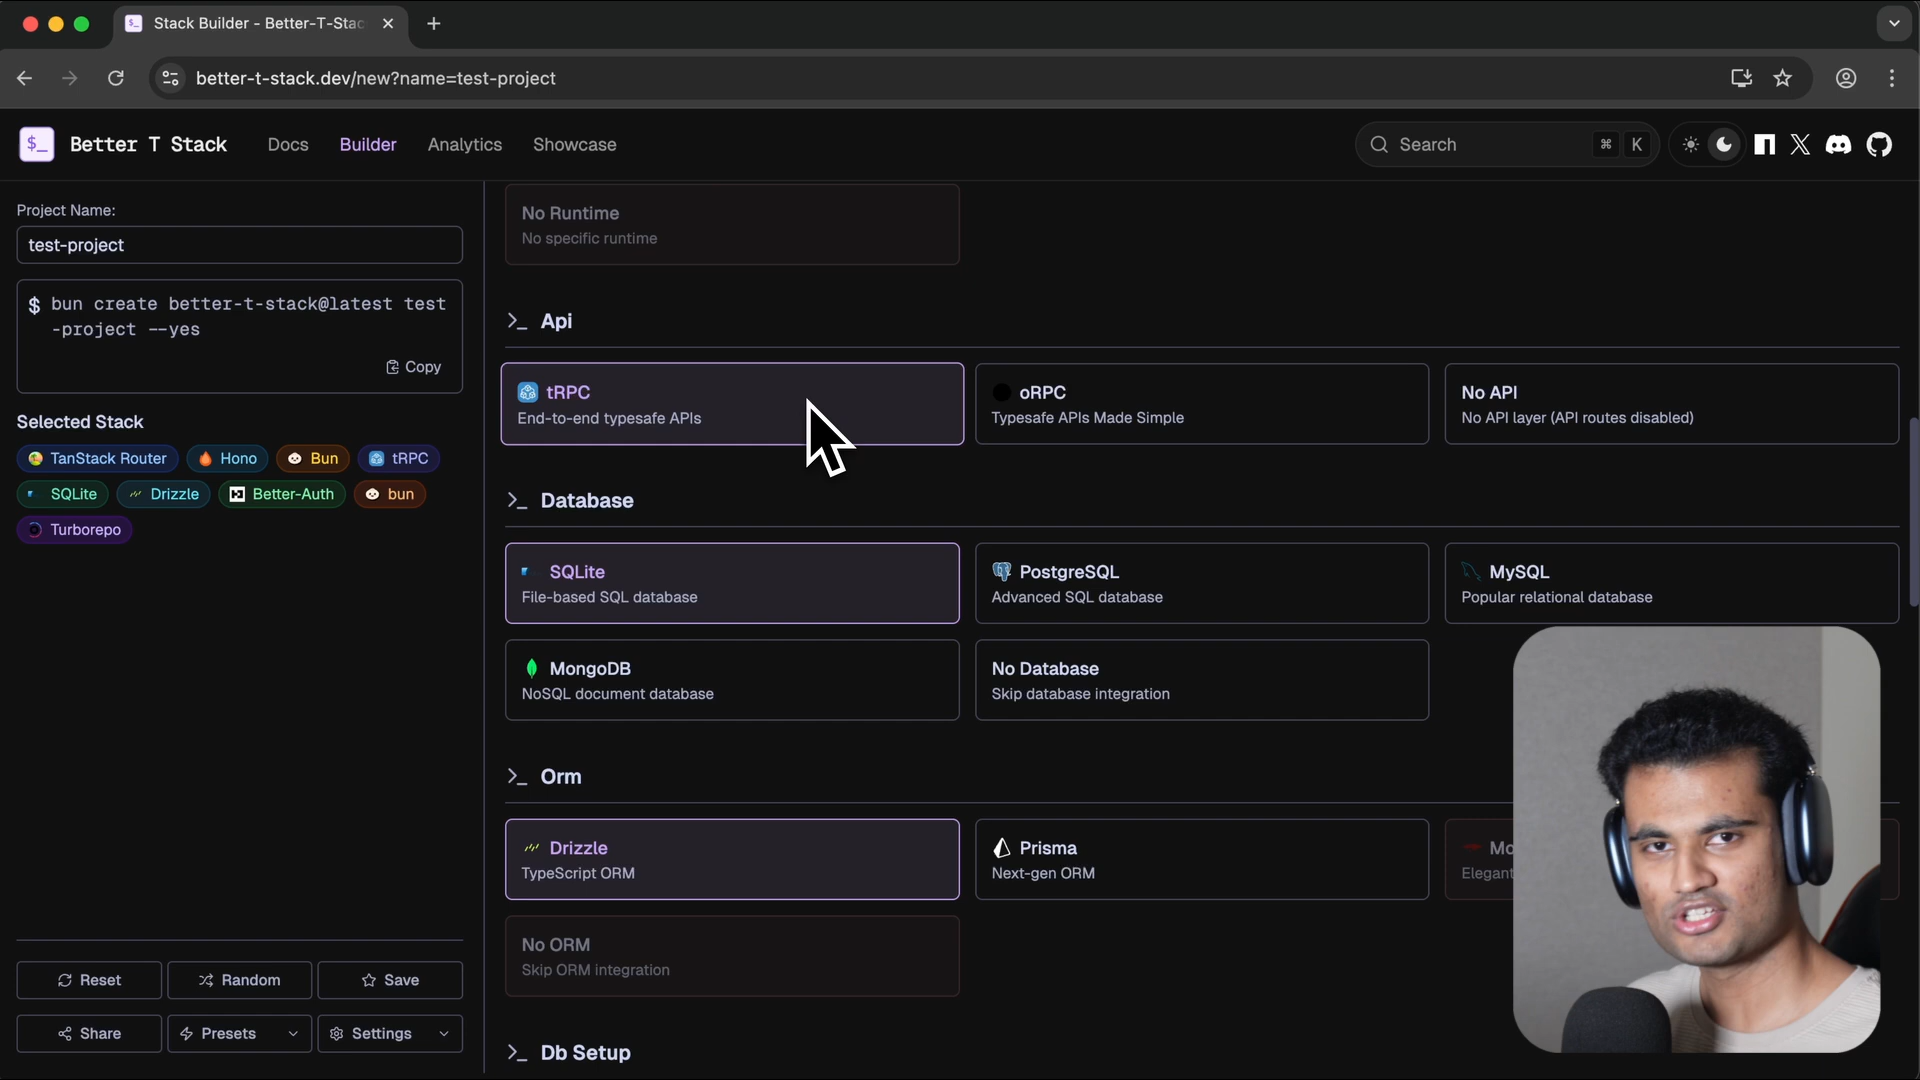 Stack Builder - Better-T-Stac
better-t-stack.dev/new?name=test-project
$_ Better T Stack
Docs
Builder
Analytics
Showcase
Search
⌘ K
Project Name:
test-project
$ bun create better-t-stack@latest test
-project --yes
Copy
Selected Stack
TanStack Router
Hono
Bun
tRPC
SQLite
Drizzle
Better-Auth
bun
Turborepo
Reset
Random
Save
Share
Presets
Settings
No Runtime
No specific runtime
>_ Api
tRPC
End-to-end typesafe APIs
oRPC
Typesafe APIs Made Simple
No API
No API layer (API routes disabled)
>_ Database
SQLite
File-based SQL database
PostgreSQL
Advanced SQL database
MySQL
Popular relational database
MongoDB
NoSQL document database
No Database
Skip database integration
>_ Orm
Drizzle
TypeScript ORM
Prisma
Next-gen ORM
Mo
Elegant
No ORM
Skip ORM integration
>_ Db Setup